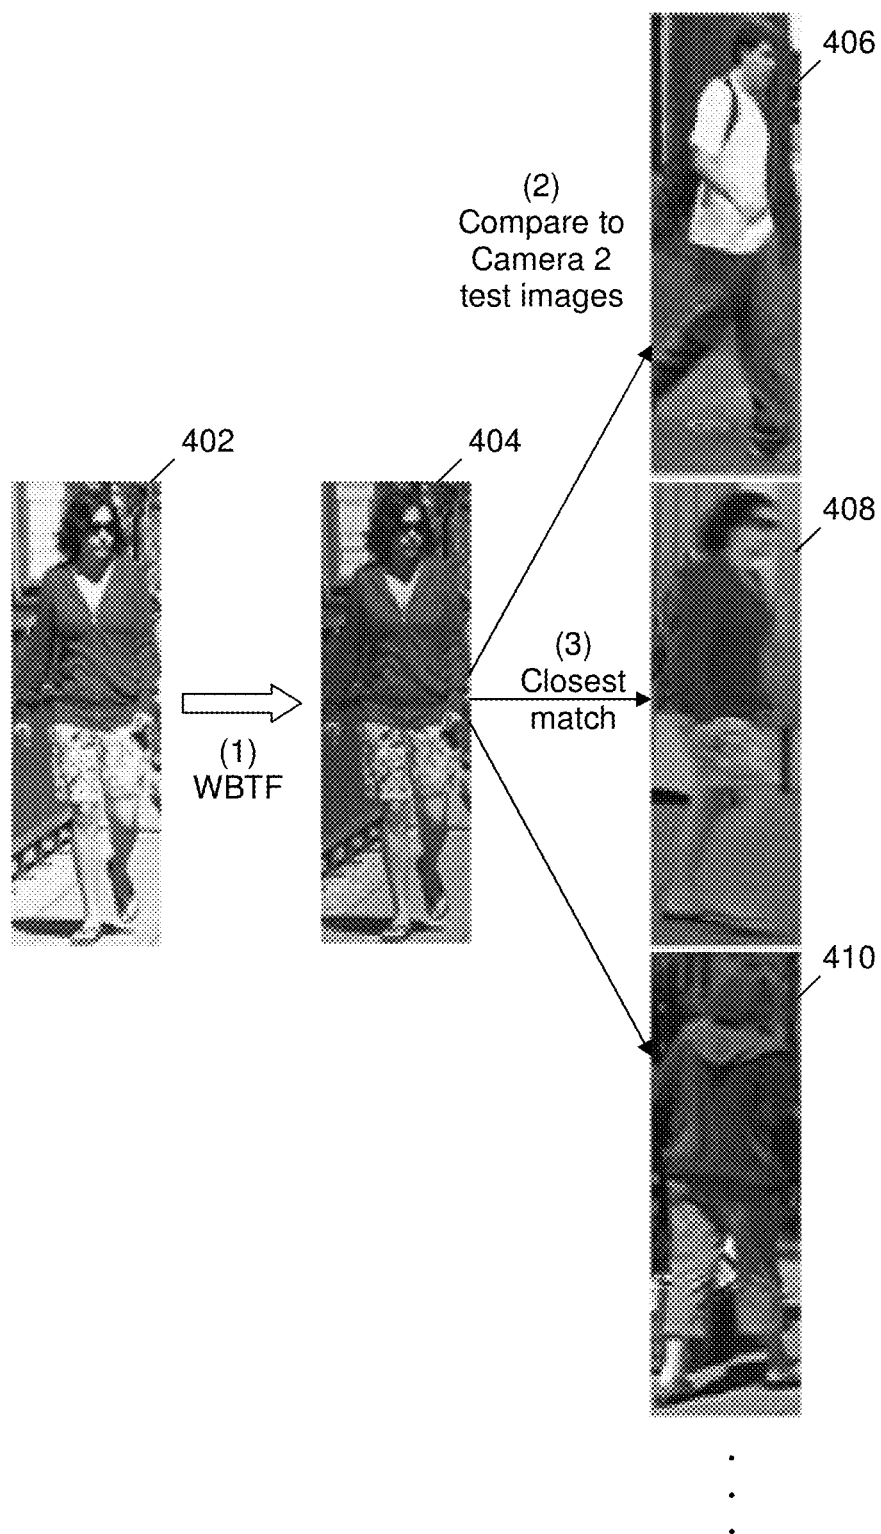 406
(2)
Compare to
Camera 2
test images
402
404
408
(3)
Closest
match
(1)
WBTF
410